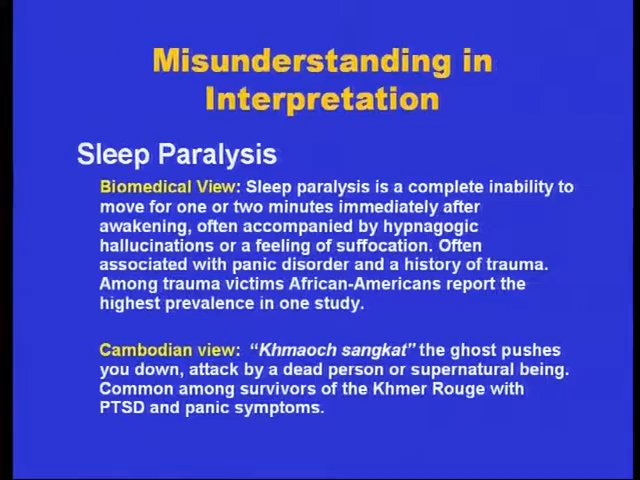 Misunderstanding in
Interpretation
Sleep Paralysis
Biomedical View: Sleep paralysis is a complete inability to
move for one or two minutes immediately after
awakening, often accompanied by hypnagogic
hallucinations or a feeling of suffocation. Often
associated with panic disorder and a history of trauma.
Among trauma victims African-Americans report the
highest prevalence in one study.
Cambodian view: “Khmaoch sangkat” the ghost pushes
you down, attack by a dead person or supernatural being.
Common among survivors of the Khmer Rouge with
PTSD and panic symptoms.